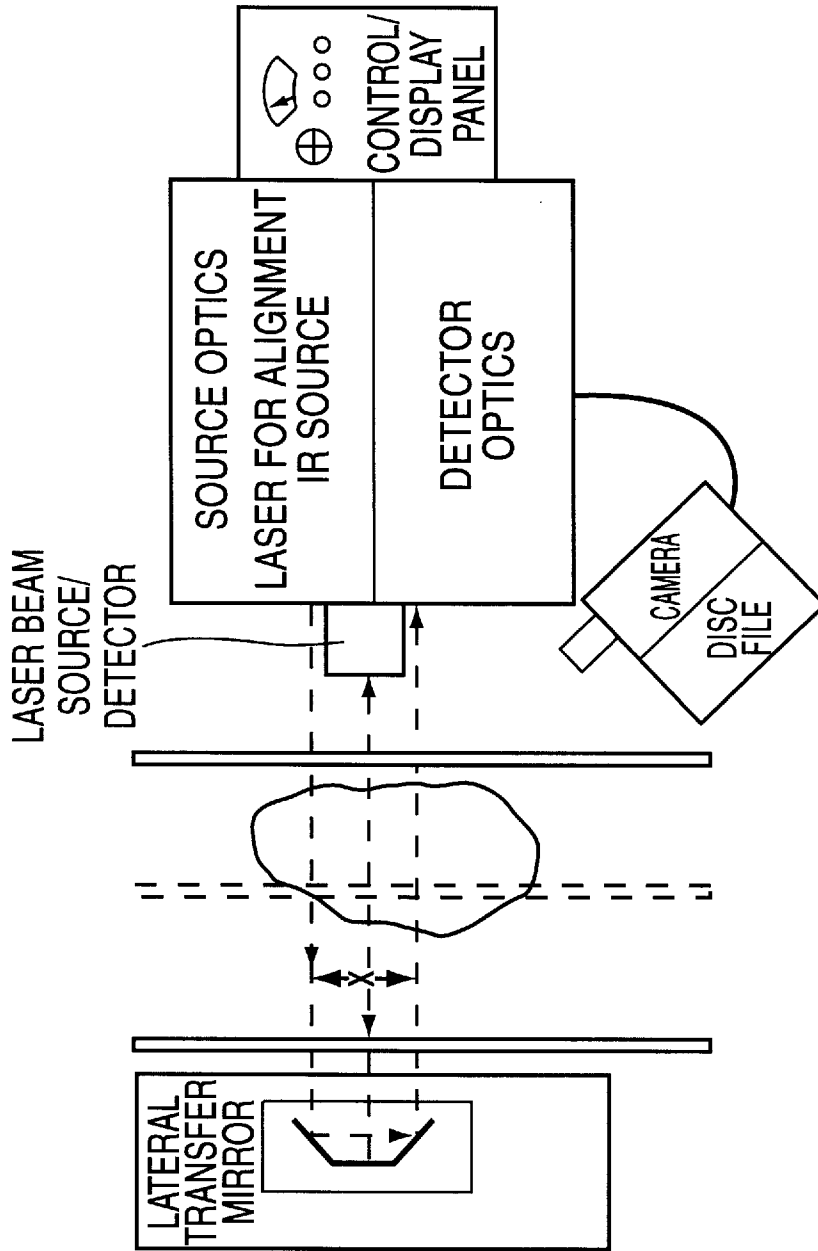 LATERAL
TRANSFER
MIRROR
X
LASER BEAM
SOURCE/
DETECTOR
SOURCE OPTICS
LASER FOR ALIGNMENT
IR SOURCE
DETECTOR
OPTICS
CONTROL/
DISPLAY
PANEL
CAMERA
DISC
FILE